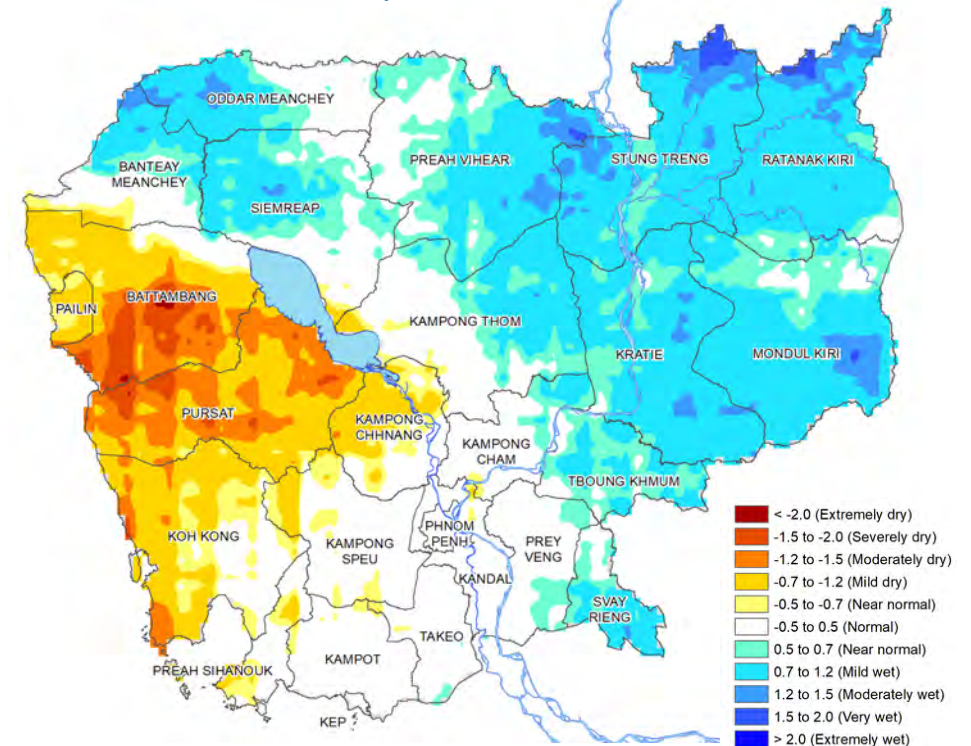 ODDAR MEANCHEY
BANTEAY
MEANCHEY
SIEMREAP
PREAH VIHEAR
STUNG TRENG
RATANAK KIRI
PAILIN
BATTAMBANG
KAMPONG THOM
KRATIE
MONDUL KIRI
PURSAT
KAMPONG
CHHNANG
KAMPONG
CHAM
TBOUNG KHMUM
KOH KONG
KAMPONG
SPEU
PHNOM
PENH
PREY
VENG
KANDAL
SVAY
RIENG
TAKEO
PREAH SIHANOUK
KAMPOT
KEP
< -2.0 (Extremely dry)
-1.5 to -2.0 (Severely dry)
-1.2 to -1.5 (Moderately dry)
-0.7 to -1.2 (Mild dry)
-0.5 to -0.7 (Near normal)
-0.5 to 0.5 (Normal)
0.5 to 0.7 (Near normal)
0.7 to 1.2 (Mild wet)
1.2 to 1.5 (Moderately wet)
1.5 to 2.0 (Very wet)
> 2.0 (Extremely wet)